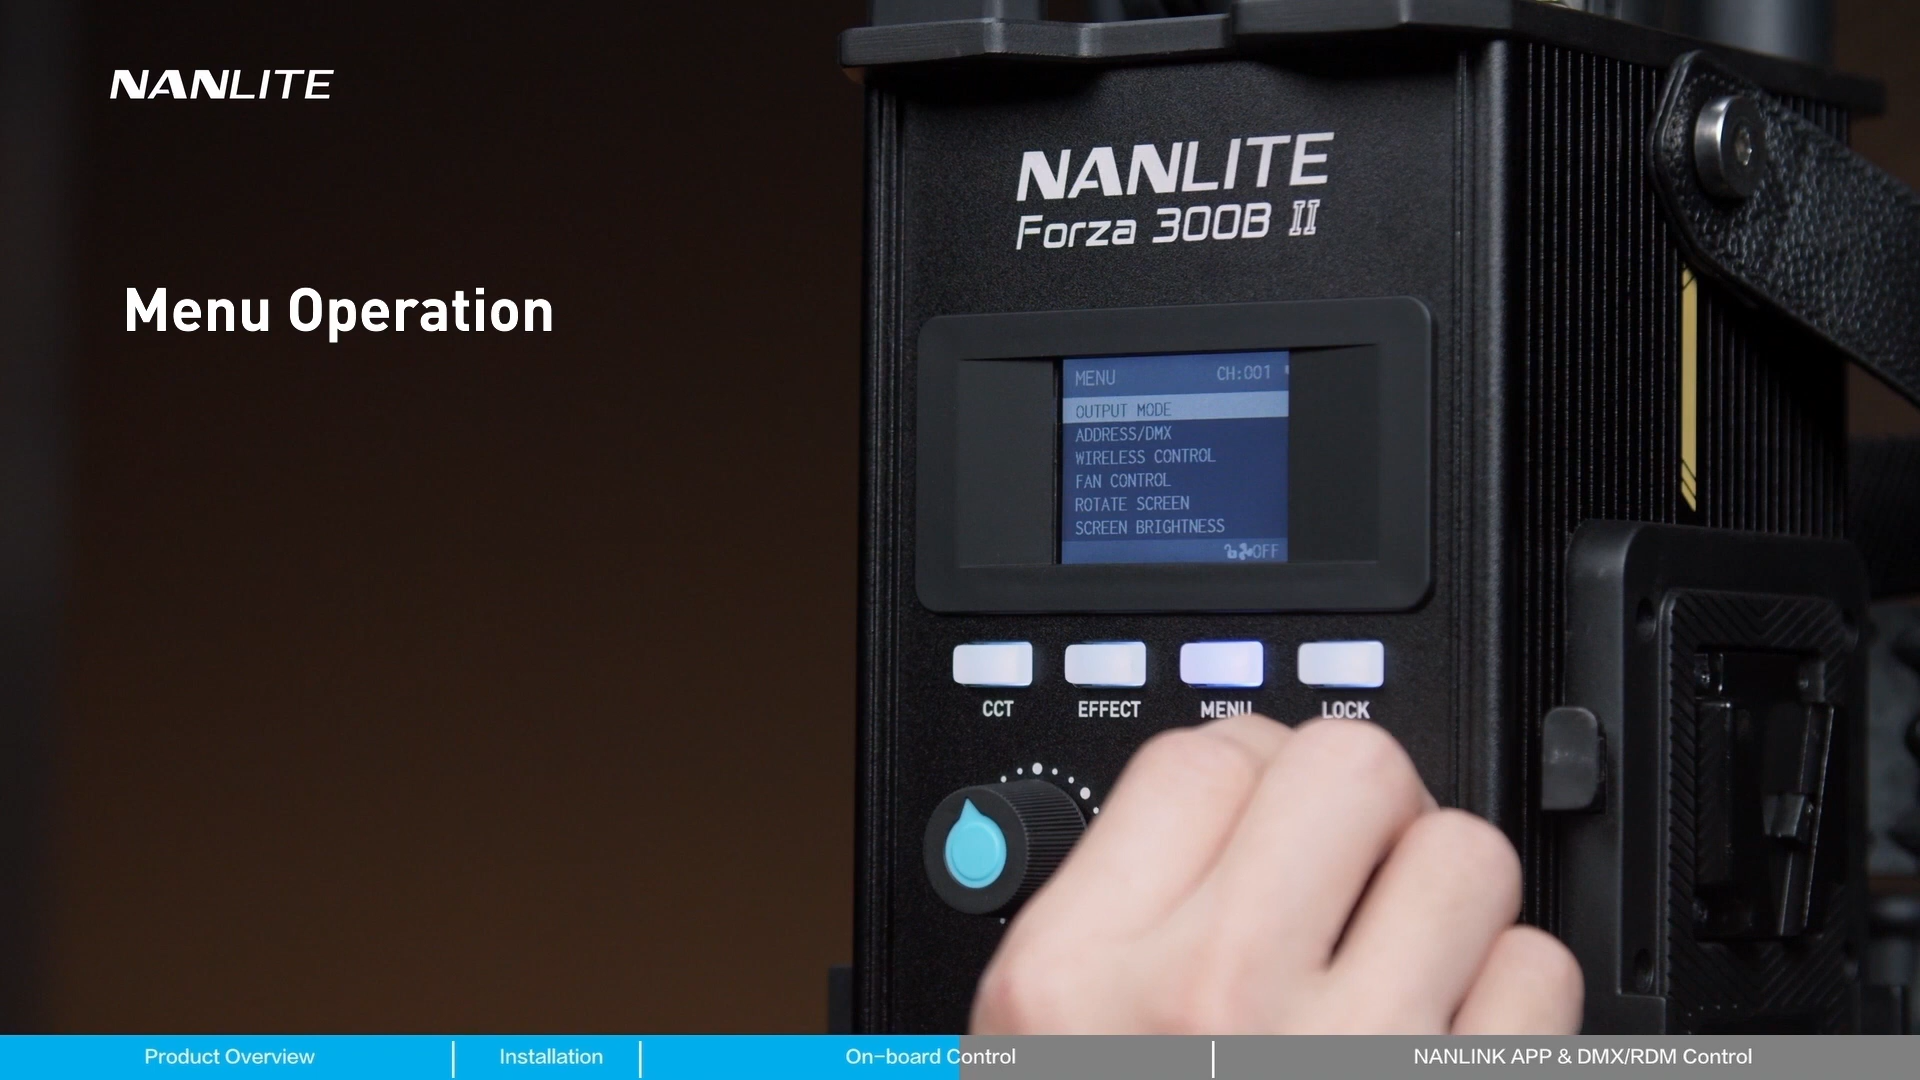 NANLITE
Menu Operation
NANLITE
Forza 300B II
MENU CH:001
OUTPUT MODE
ADDRESS/DMX
WIRELESS CONTROL
FAN CONTROL
ROTATE SCREEN
SCREEN BRIGHTNESS
OFF
CCT EFFECT MENU LOCK
Product Overview Installation On-board Control NANLINK APP & DMX/RDM Control